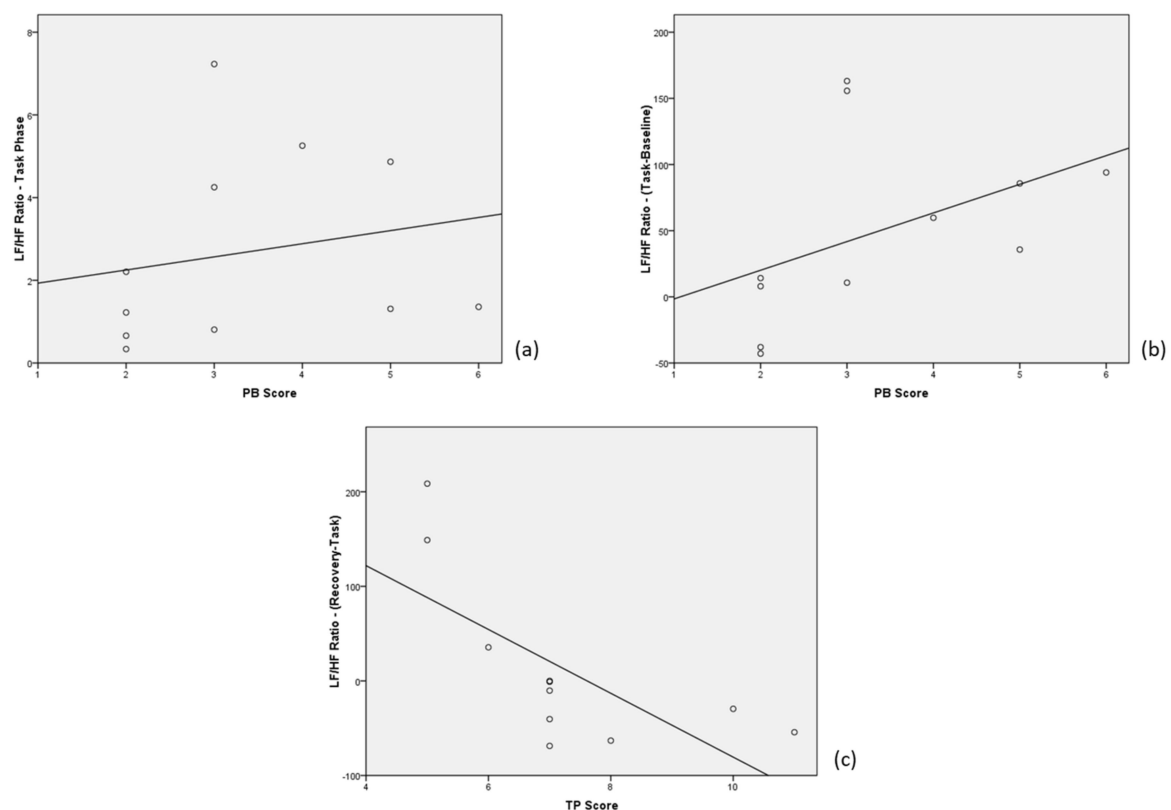 8
6
4
2
0
LF/HF Ratio - Task Phase
1 2 3 4 5 6
PB Score
(a)
200
150
100
50
0
-50
LF/HF Ratio - (Task-Baseline)
1 2 3 4 5 6
PB Score
(b)
200
100
0
-100
LF/HF Ratio - (Recovery-Task)
4 6 8 10
TP Score
(c)